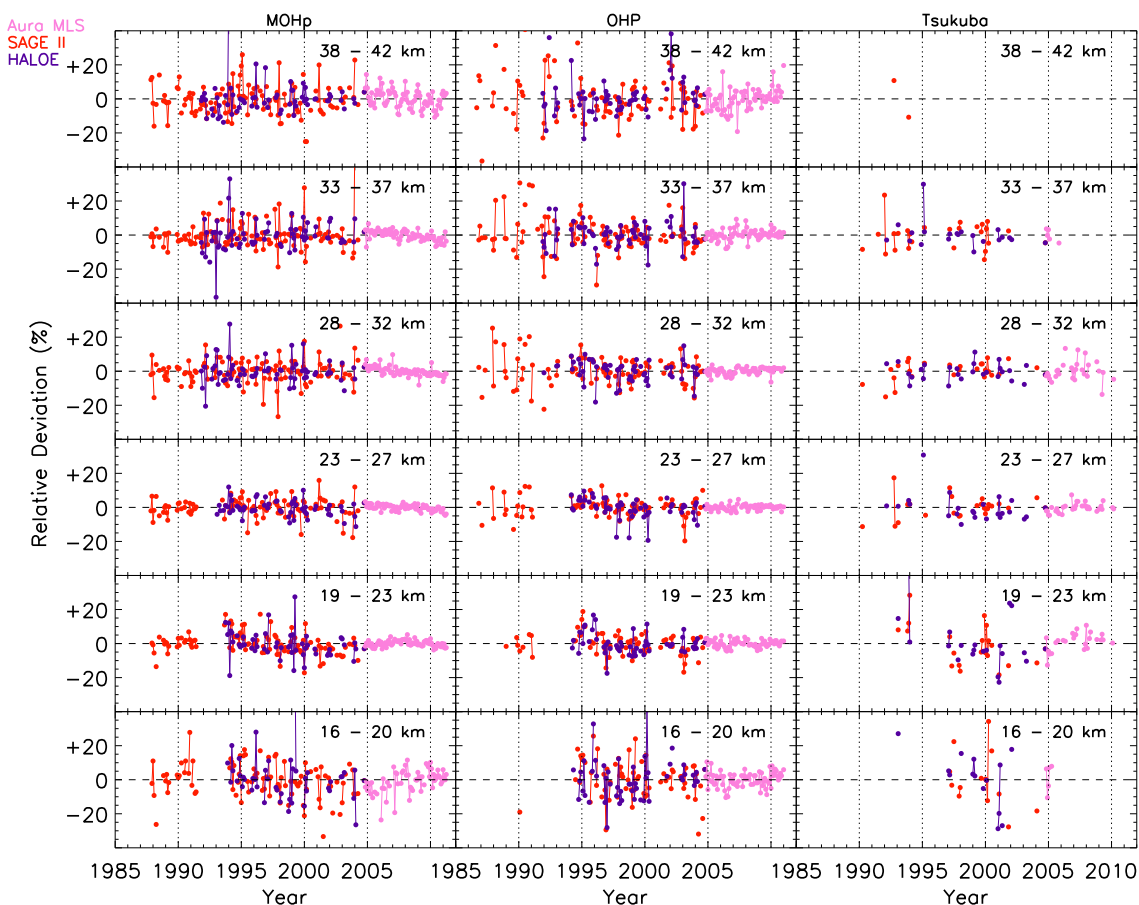 MOHp OHP Tsukuba
Aura MLS
SAGE II
HALOE
38 − 42 km 38 − 42 km 38 − 42 km
+20
0
−20
33 − 37 km 33 − 37 km 33 − 37 km
+20
0
−20
28 − 32 km 28 − 32 km 28 − 32 km
+20
0
−20
23 − 27 km 23 − 27 km 23 − 27 km
+20
0
−20
19 − 23 km 19 − 23 km 19 − 23 km
+20
0
−20
16 − 20 km 16 − 20 km 16 − 20 km
+20
0
−20
Relative Deviation (%)
1985 1990 1995 2000 2005 1985 1990 1995 2000 2005 1985 1990 1995 2000 2005 2010
Year Year Year